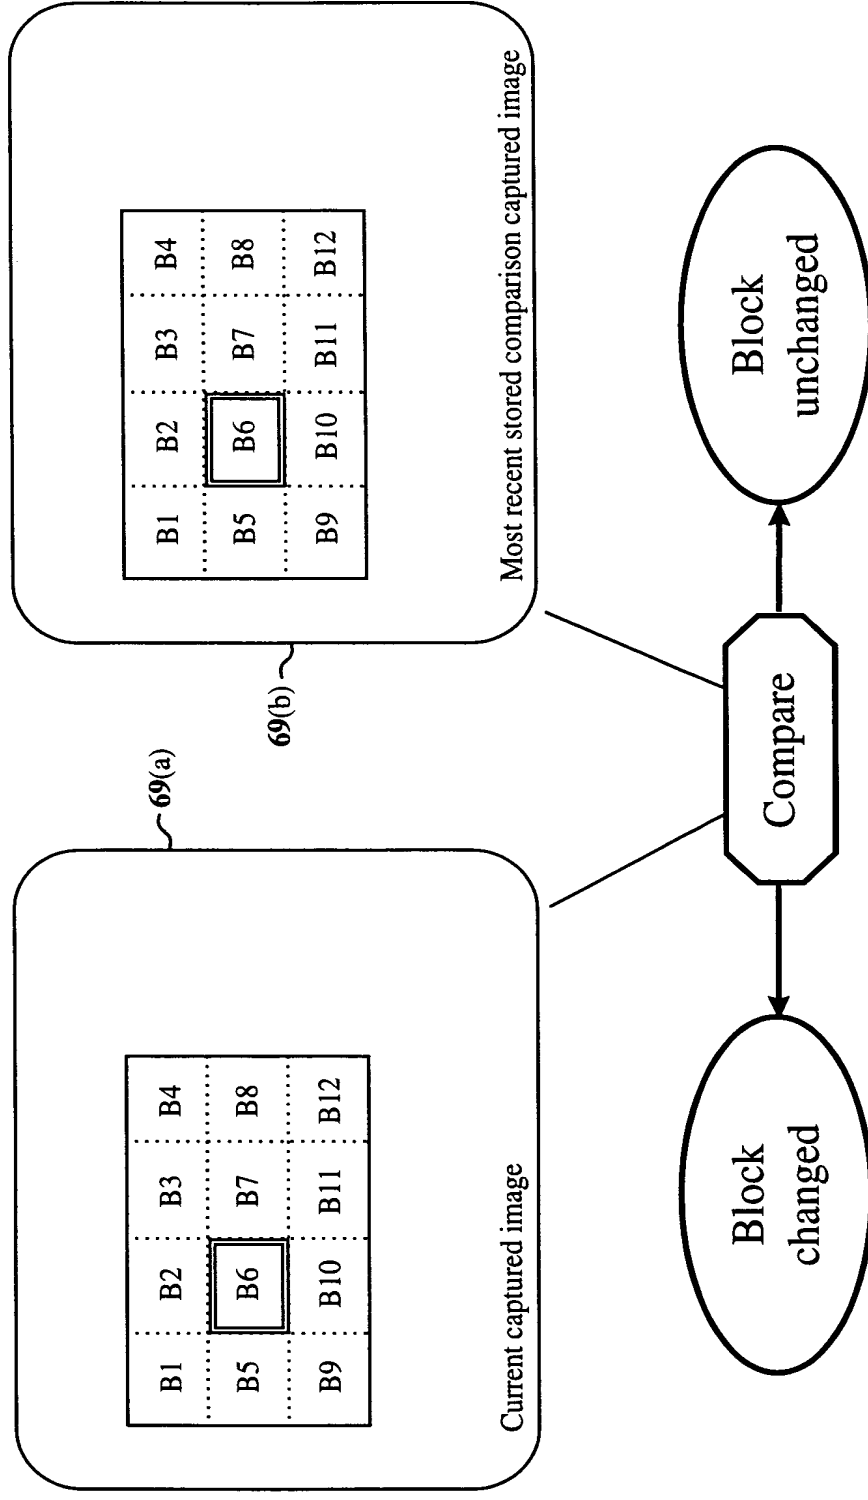 69(a)
B1 B2 B3 B4
B5 B6 B7 B8
B9 B10 B11 B12
Current captured image
69(b)
B1 B2 B3 B4
B5 B6 B7 B8
B9 B10 B11 B12
Most recent stored comparison captured image
Block
changed
Compare
Block
unchanged